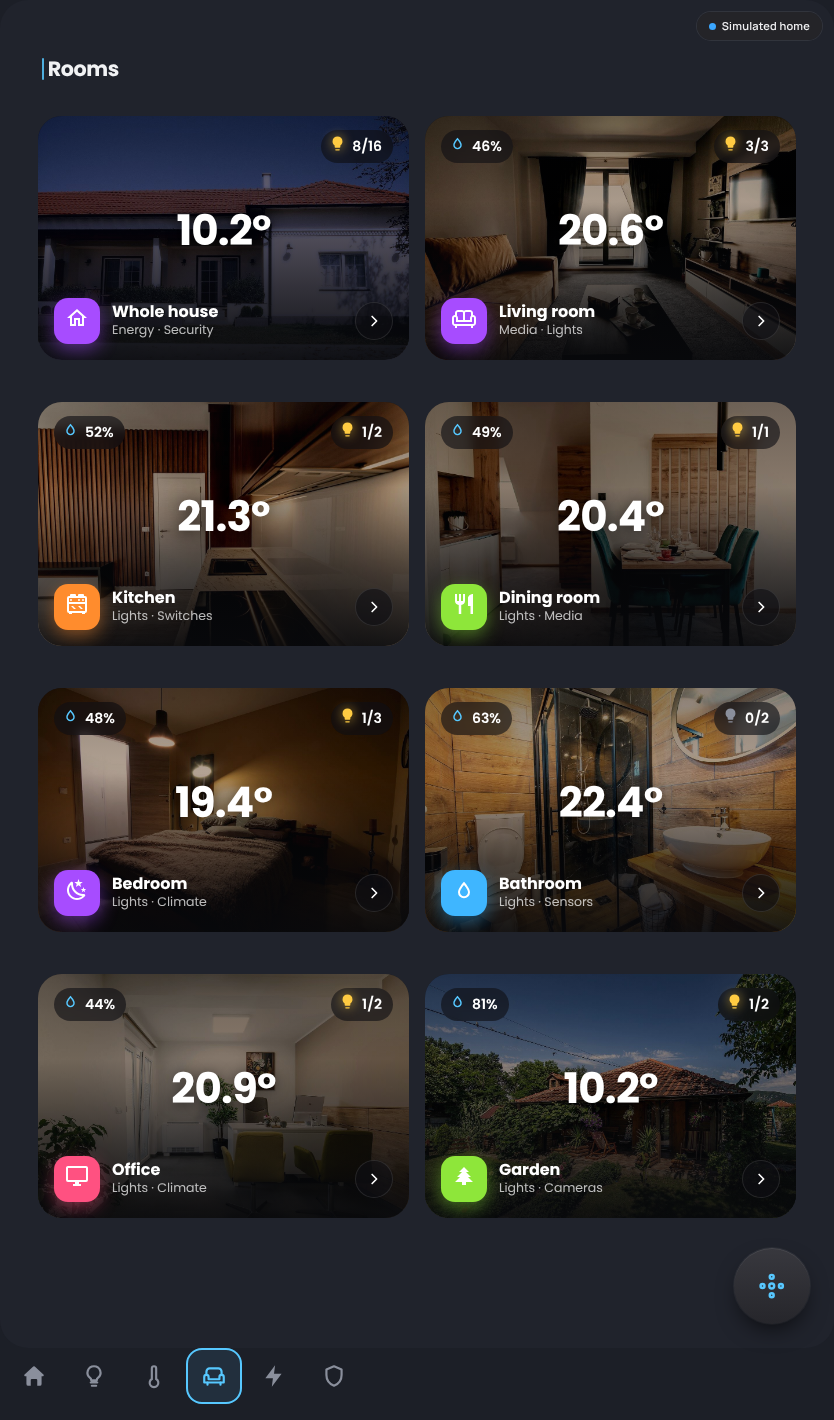 Simulated home
Rooms
8/16
10.2°
Whole house
Energy · Security
46%
3/3
20.6°
Living room
Media · Lights
52%
1/2
21.3°
Kitchen
Lights · Switches
49%
1/1
20.4°
Dining room
Lights · Media
48%
1/3
19.4°
Bedroom
Lights · Climate
63%
0/2
22.4°
Bathroom
Lights · Sensors
44%
1/2
20.9°
Office
Lights · Climate
81%
1/2
10.2°
Garden
Lights · Cameras